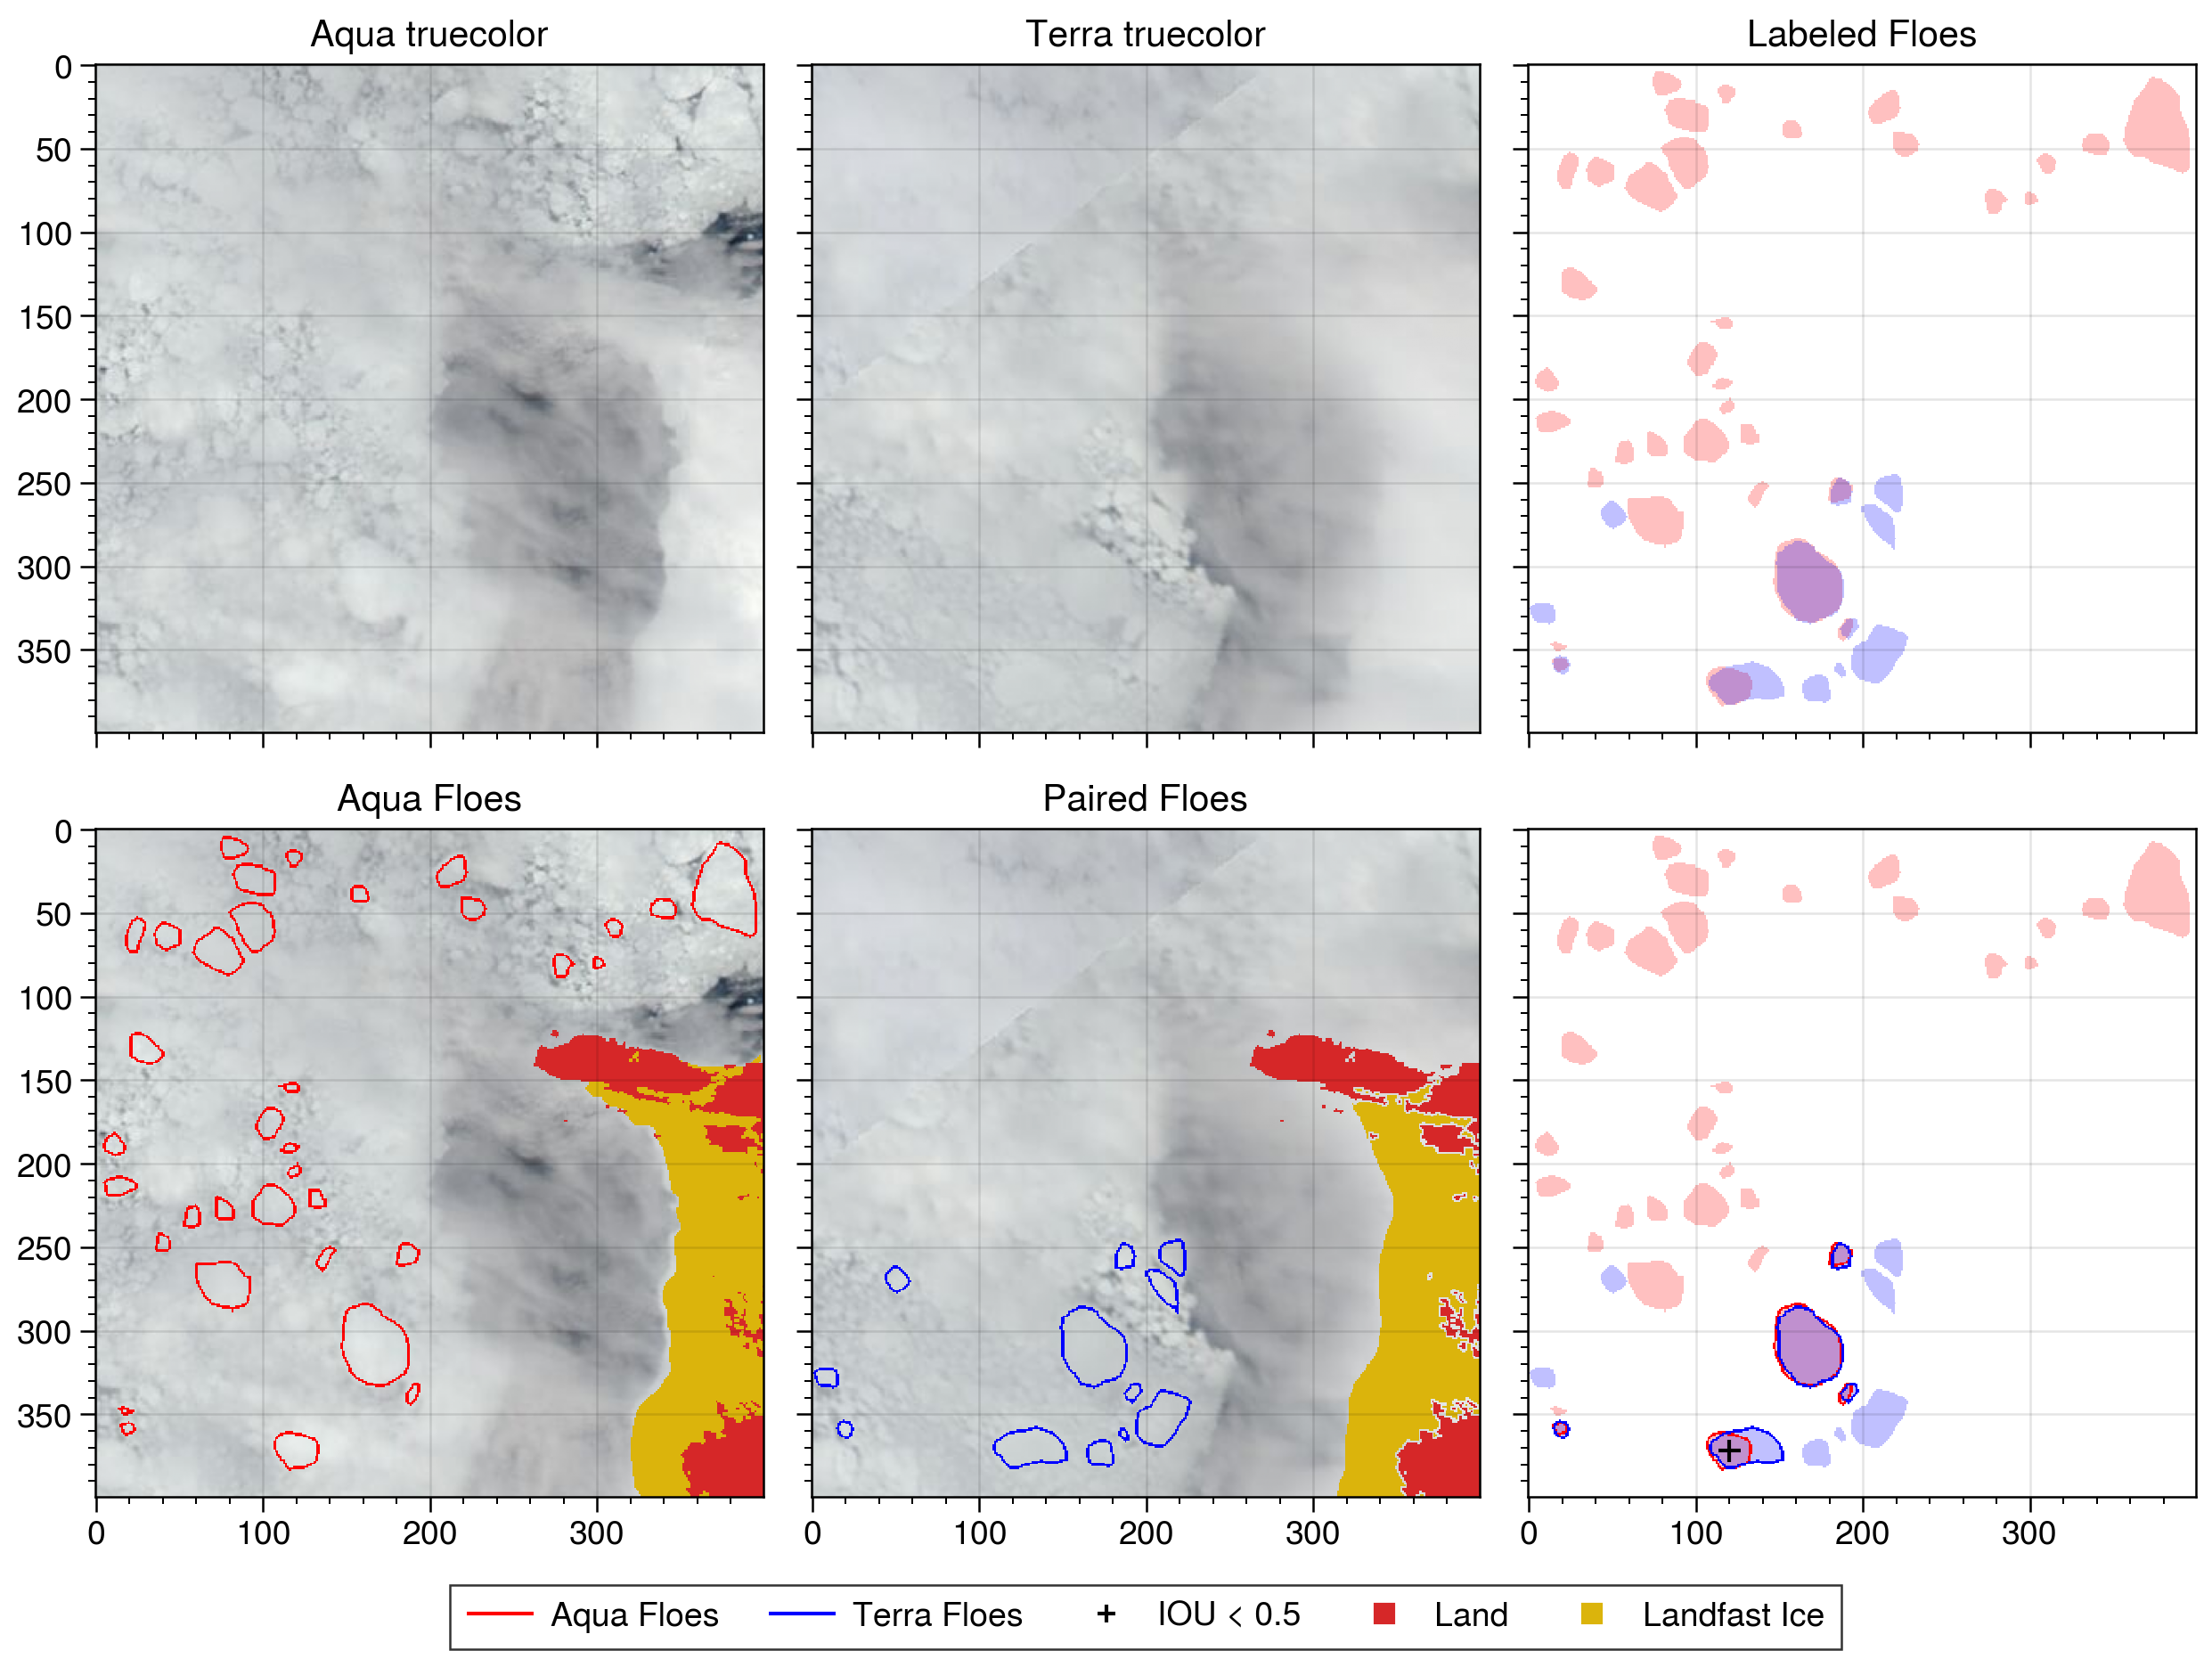 Aqua truecolor
Terra truecolor
Labeled Floes
0
50
100
150
200
250
300
350
Aqua Floes
Paired Floes
0
50
100
150
200
250
300
350
0 100 200 300
0 100 200 300
0 100 200 300
Aqua Floes Terra Floes IOU < 0.5 Land Landfast Ice